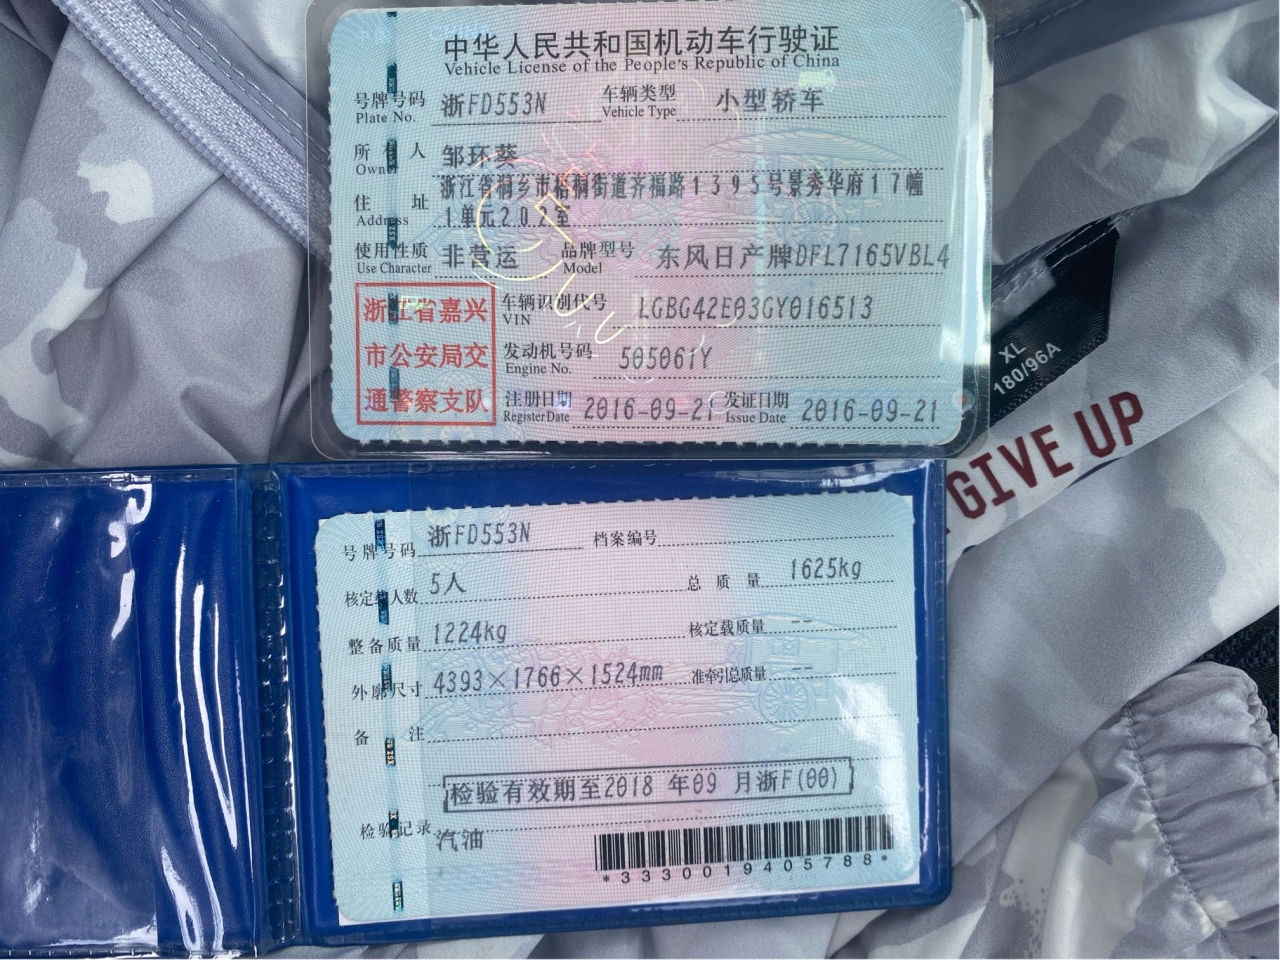 中华人民共和国机动车行驶证
Vehicle License of the People's Republic of China
号牌号码 Plate No. 浙FD553N 车辆类型 Vehicle Type 小型轿车
所有人 Owner 邹环葵
住址 Address 浙江省桐乡市梧桐街道齐福路1395号景秀华府17幢
1单元202室
使用性质 Use Character 非营运 品牌型号 Model 东风日产牌DFL7165VBL4
浙江省嘉兴
市公安局交
通警察支队
车辆识别代号 VIN LGBG42E03GY016513
发动机号码 Engine No. 505061Y
注册日期 Register Date 2016-09-21 发证日期 Issue Date 2016-09-21
XL
180/96A
GIVE UP
号牌号码 浙FD553N 档案编号
核定载人数 5人 总质量 1625kg
整备质量 1224kg 核定载质量 --
外廓尺寸 4393×1766×1524mm 准牵引总质量 --
备注
检验有效期至2018 年09 月浙F(00)
检验记录
汽油
*3330019405788*